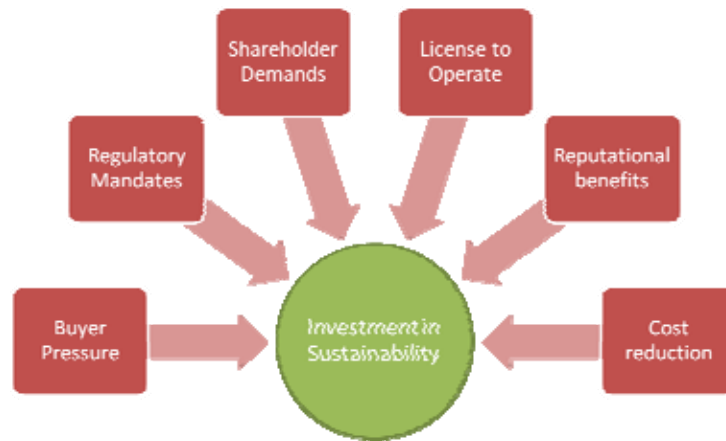 Shareholder
Demands
License to
Operate
Regulatory
Mandates
Reputational
benefits
Buyer
Pressure
Investment in
Sustainability
Cost
reduction